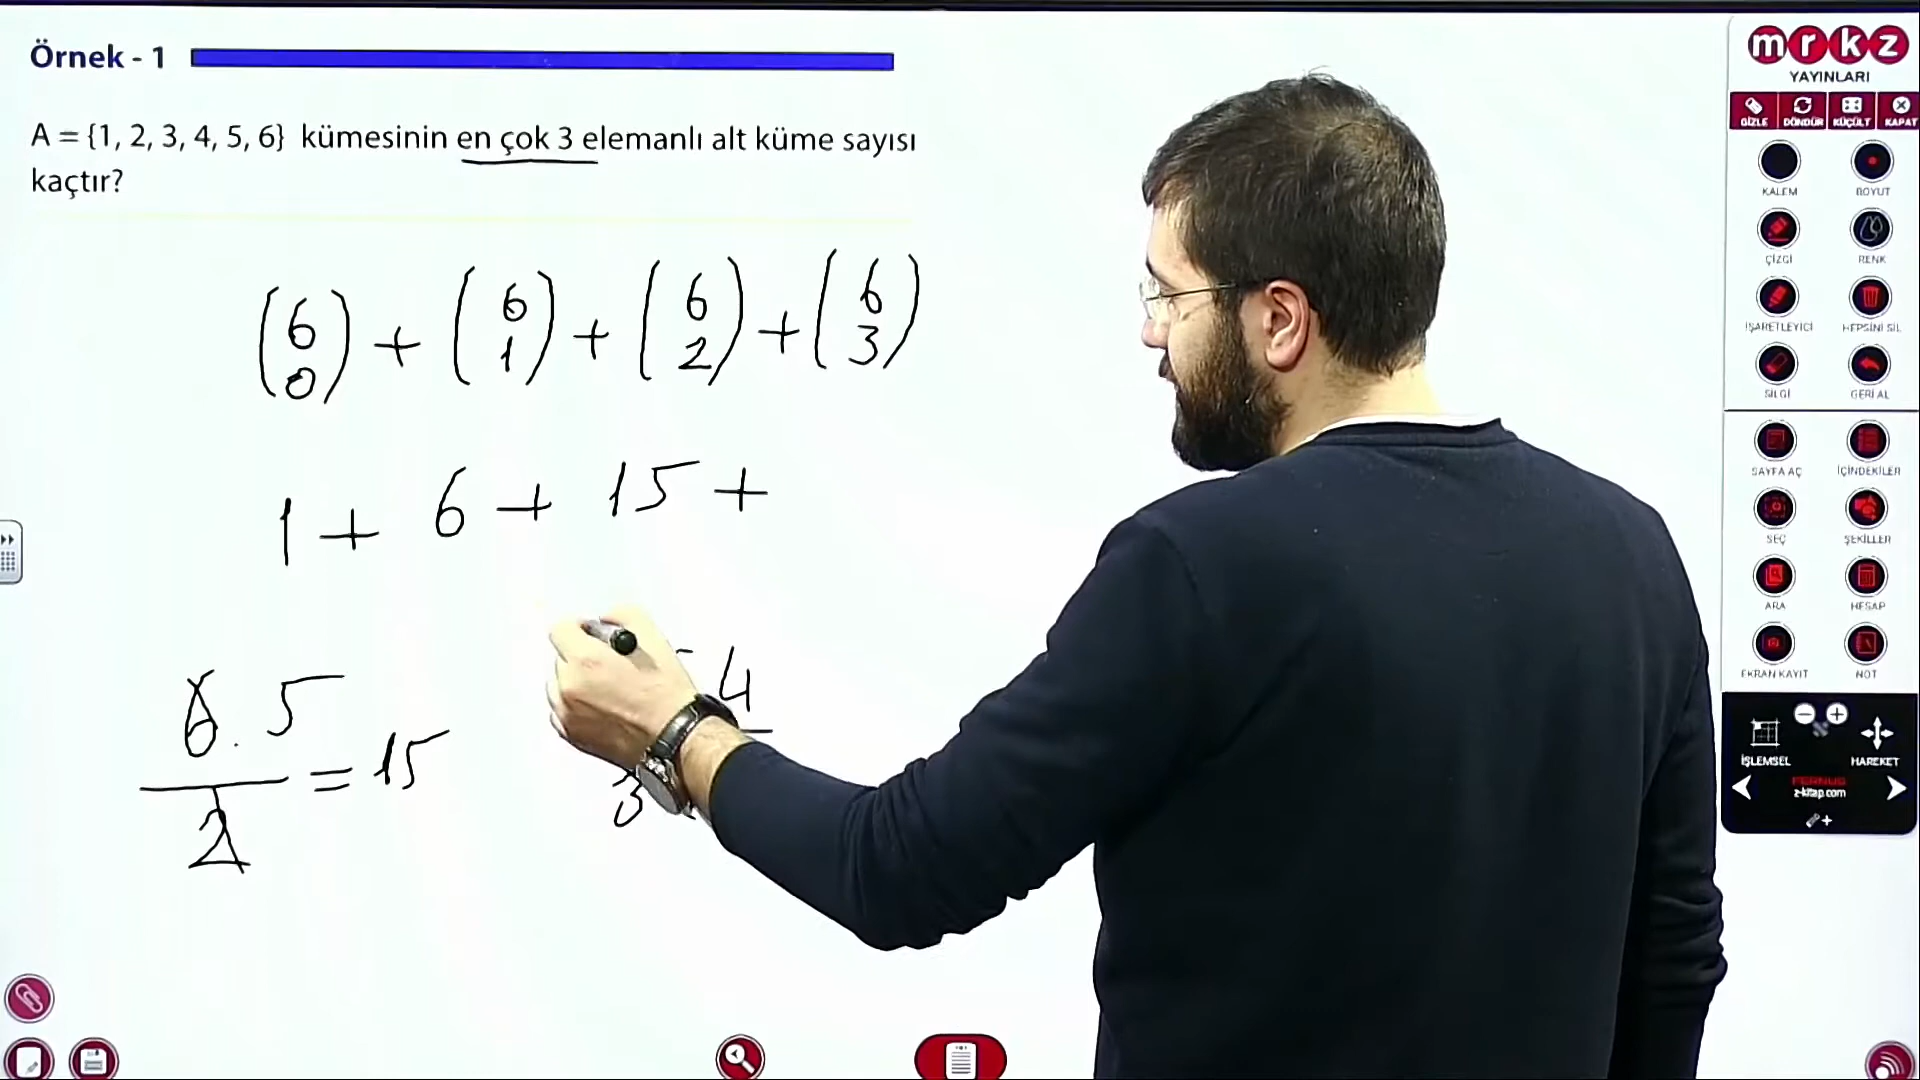 Örnek - 1
A = {1, 2, 3, 4, 5, 6} kümesinin en çok 3 elemanlı alt küme sayısı
kaçtır?
(6 0) + (6 1) + (6 2) + (6 3)
1 + 6 + 15 +
6 . 5 / 2 = 15
4
3
mrkz
YAYINLARI
GİZLE DÖNDÜR KÜÇÜLT KAPAT
KALEM BOYUT
ÇİZGİ RENK
İŞARETLEYİCİ HEPSİNİ SİL
SİLGİ GERİ AL
SAYFA AÇ İÇİNDEKİLER
SEÇ ŞEKİLLER
ARA HESAP
EKRAN KAYIT NOT
İŞLEMSEL HAREKET
FERNUS
z-kitap.com